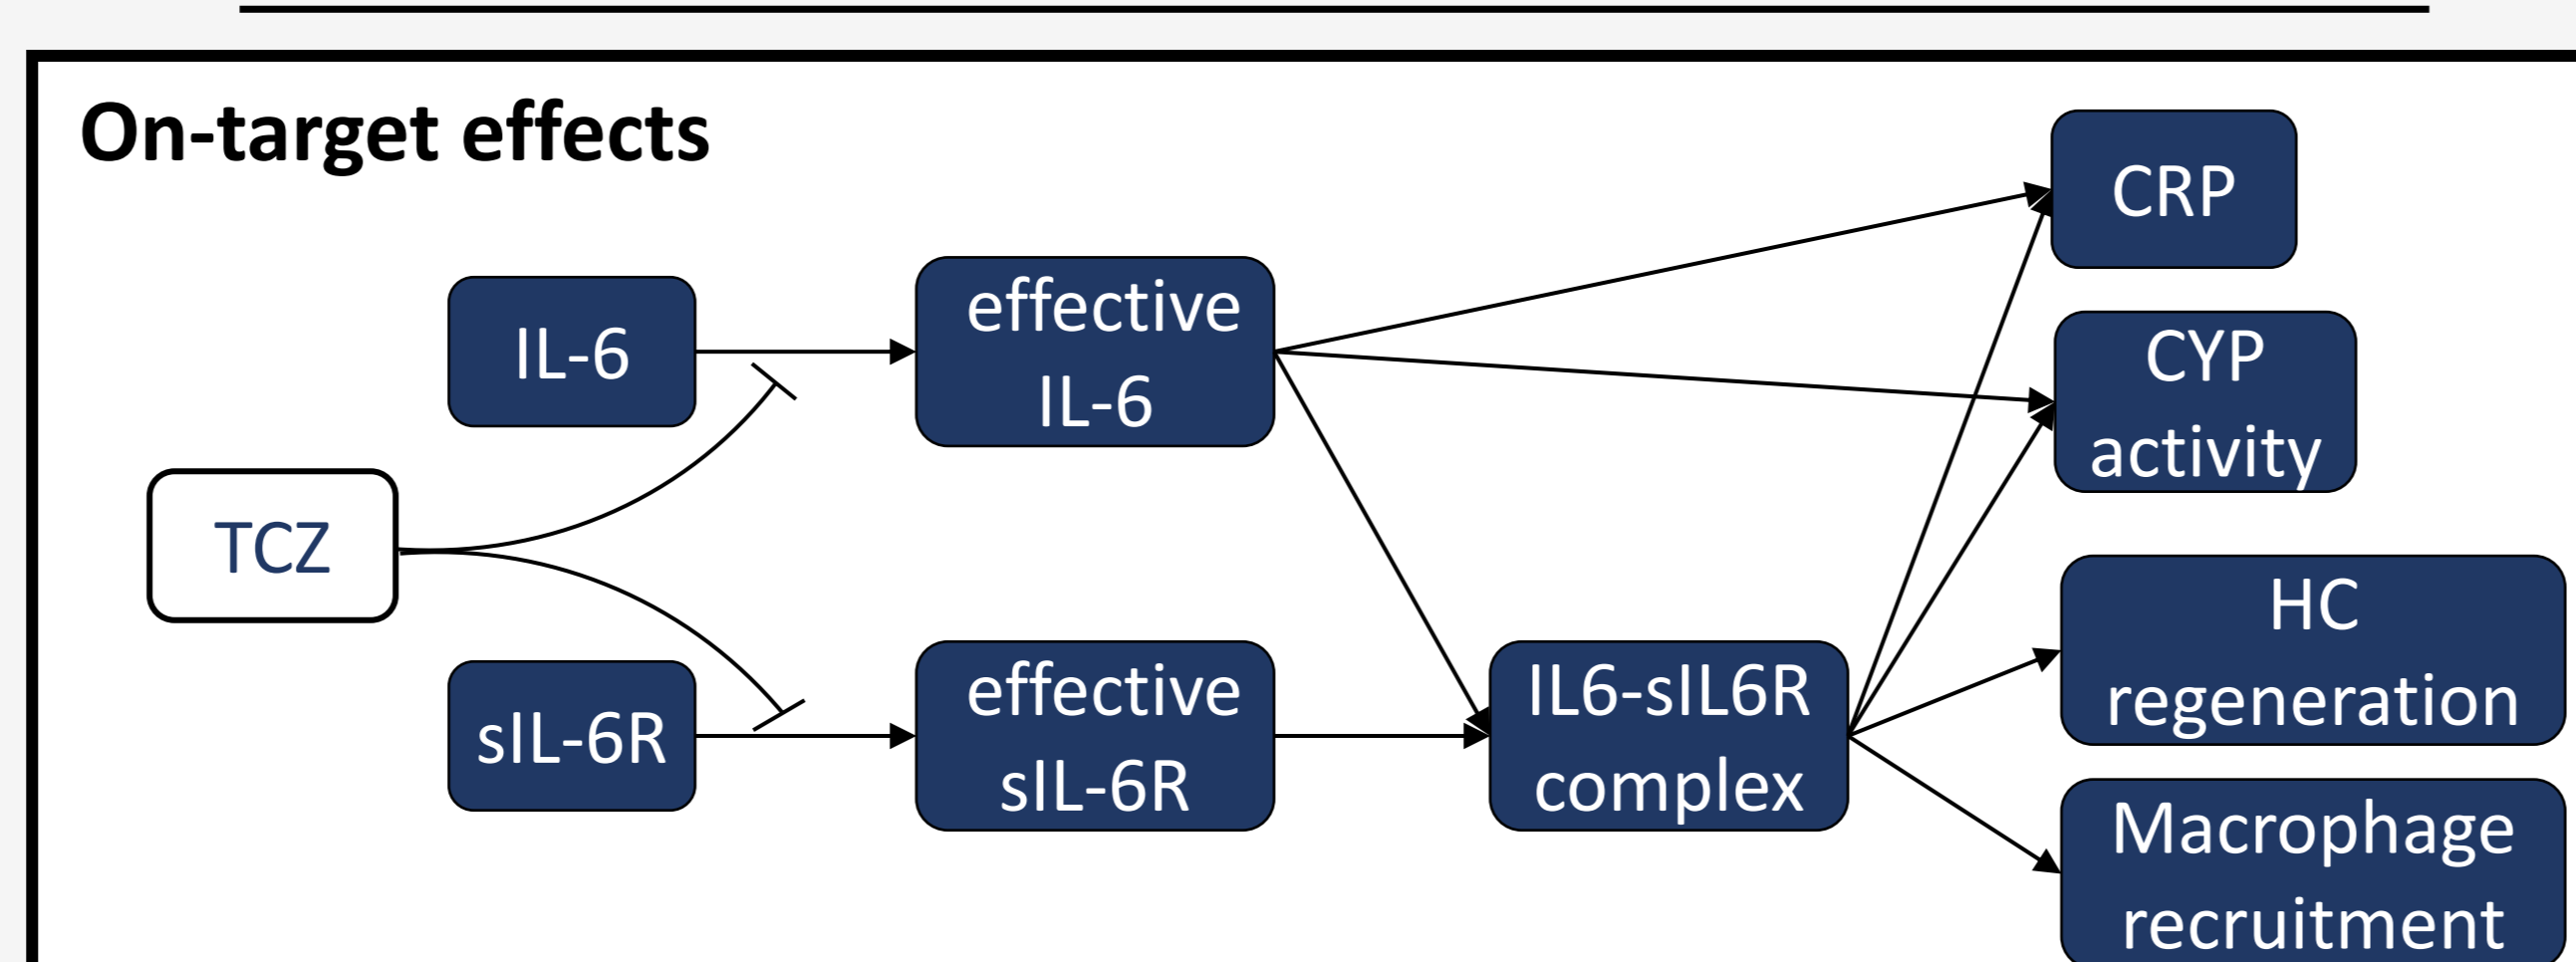 On-target effects
CRP
IL-6
effective
IL-6
CYP
activity
TCZ
HC
regeneration
sIL-6R
effective
sIL-6R
IL6-sIL6R
complex
Macrophage
recruitment